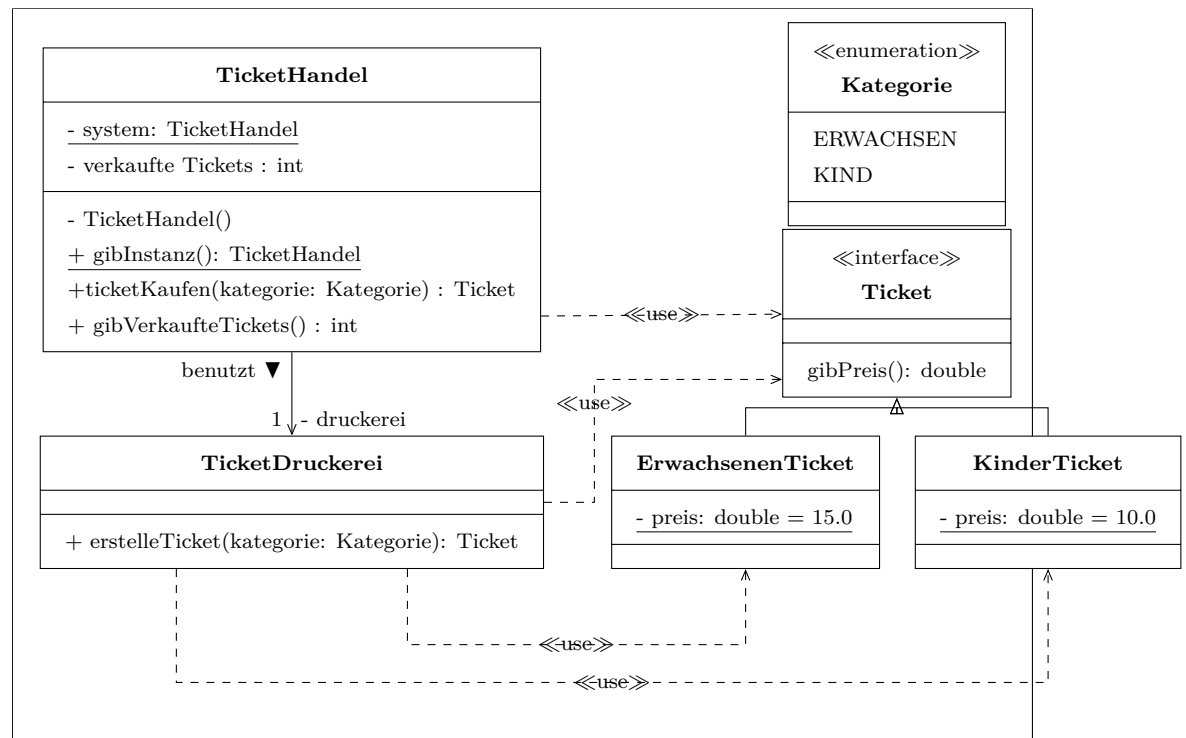 TicketHandel
- system: TicketHandel
- verkaufte Tickets : int
- TicketHandel()
+ gibInstanz(): TicketHandel
+ticketKaufen(kategorie: Kategorie) : Ticket
+ gibVerkaufteTickets() : int
≪enumeration≫
Kategorie
ERWACHSEN
KIND
≪interface≫
Ticket
gibPreis(): double
≪use≫
benutzt ▼
1 - druckerei
≪use≫
TicketDruckerei
+ erstelleTicket(kategorie: Kategorie): Ticket
ErwachsenenTicket
- preis: double = 15.0
KinderTicket
- preis: double = 10.0
≪use≫
≪use≫